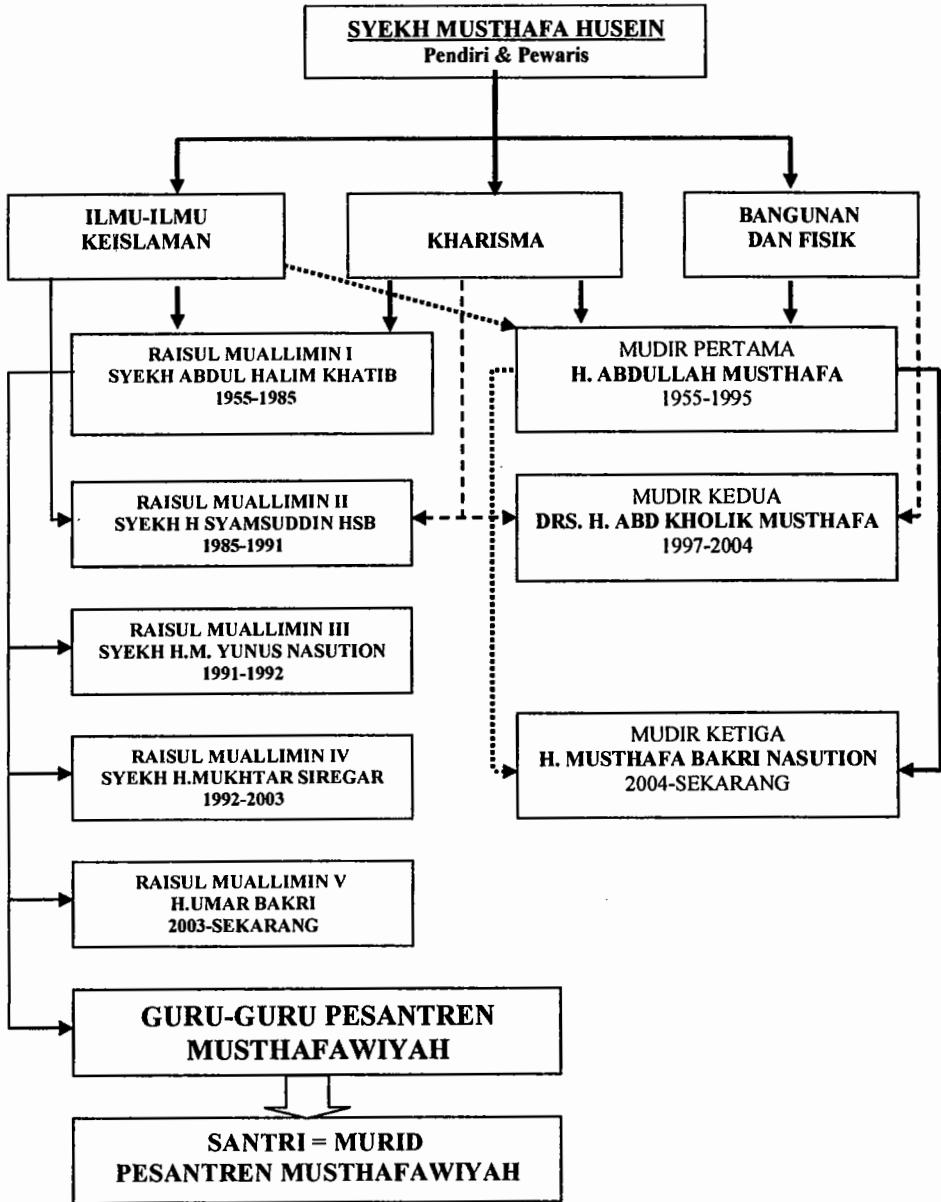 SYEKH MUSTHAFA HUSEIN
Pendiri & Pewaris
ILMU-ILMU
KEISLAMAN
KHARISMA
BANGUNAN
DAN FISIK
RAISUL MUALLIMIN I
SYEKH ABDUL HALIM KHATIB
1955-1985
MUDIR PERTAMA
H. ABDULLAH MUSTHAFA
1955-1995
RAISUL MUALLIMIN II
SYEKH H SYAMSUDDIN HSB
1985-1991
MUDIR KEDUA
DRS. H. ABD KHOLIK MUSTHAFA
1997-2004
RAISUL MUALLIMIN III
SYEKH H.M. YUNUS NASUTION
1991-1992
RAISUL MUALLIMIN IV
SYEKH H.MUKHTAR SIREGAR
1992-2003
MUDIR KETIGA
H. MUSTHAFA BAKRI NASUTION
2004-SEKARANG
RAISUL MUALLIMIN V
H.UMAR BAKRI
2003-SEKARANG
GURU-GURU PESANTREN
MUSTHAFAWIYAH
SANTRI = MURID
PESANTREN MUSTHAFAWIYAH